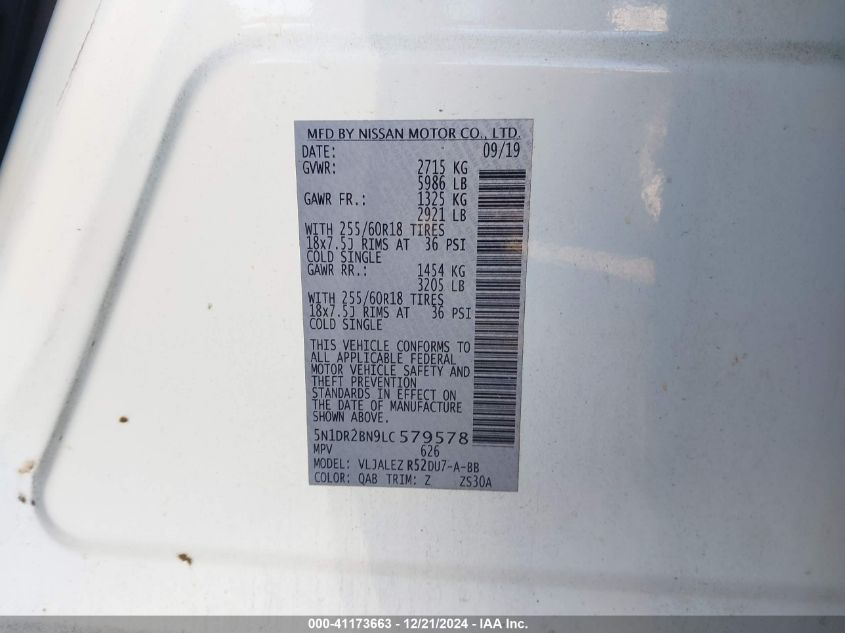 MFD BY NISSAN MOTOR CO., LTD.
DATE: 09/19
GVWR: 2715 KG
5986 LB
GAWR FR.: 1325 KG
2921 LB
WITH 255/60R18 TIRES
18x7.5J RIMS AT 36 PSI
COLD SINGLE
GAWR RR.: 1454 KG
3205 LB
WITH 255/60R18 TIRES
18x7.5J RIMS AT 36 PSI
COLD SINGLE
THIS VEHICLE CONFORMS TO
ALL APPLICABLE FEDERAL
MOTOR VEHICLE SAFETY AND
THEFT PREVENTION
STANDARDS IN EFFECT ON
THE DATE OF MANUFACTURE
SHOWN ABOVE.
5N1DR2BN9LC579578
MPV 626
MODEL: VLJALEZ R52DU7-A-BB
COLOR: QAB TRIM: Z ZS30A
000-41173663 - 12/21/2024 - IAA Inc.